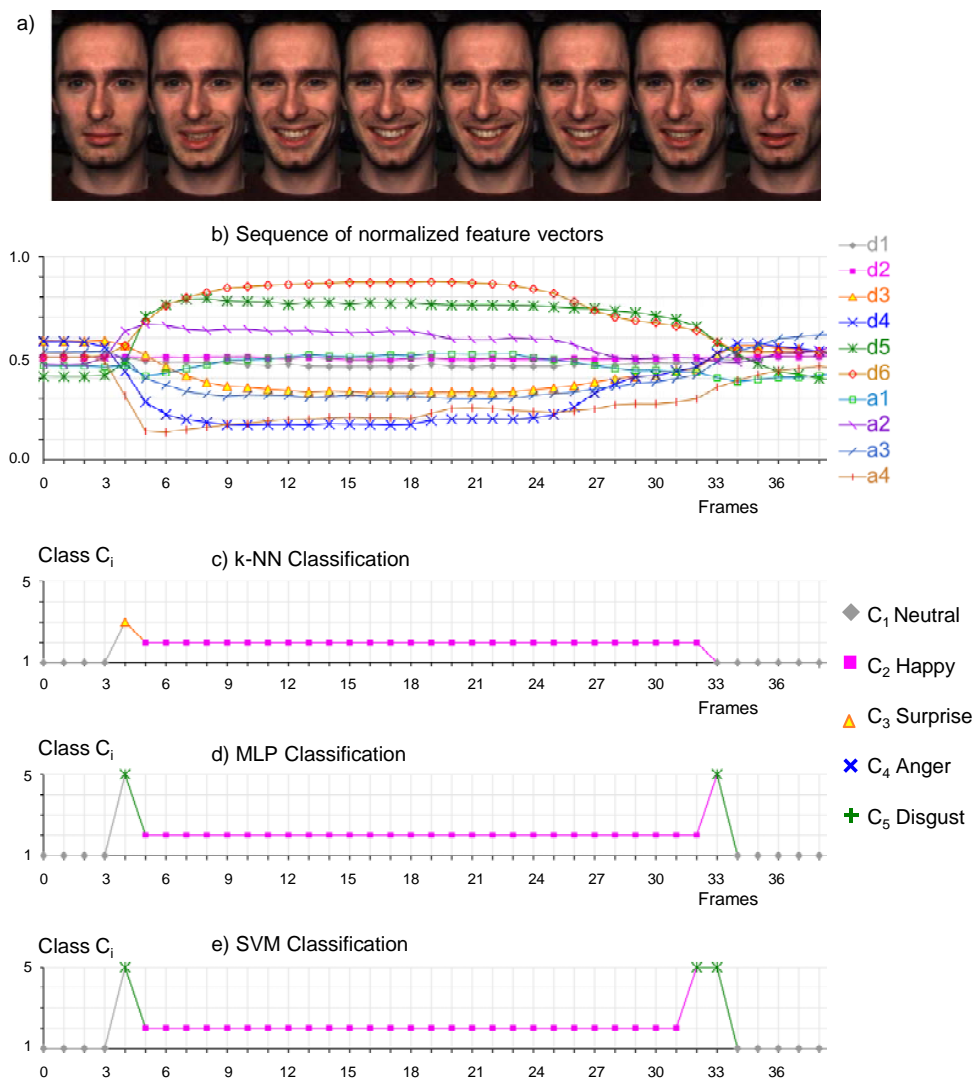 a)
b) Sequence of normalized feature vectors
1.0
0.5
0.0
0 3 6 9 12 15 18 21 24 27 30 33 36
Frames
d1
d2
d3
d4
d5
d6
a1
a2
a3
a4
Class Ci c) k-NN Classification
5
1
0 3 6 9 12 15 18 21 24 27 30 33 36
Frames
Class Ci d) MLP Classification
5
1
0 3 6 9 12 15 18 21 24 27 30 33 36
Frames
Class Ci e) SVM Classification
5
1
0 3 6 9 12 15 18 21 24 27 30 33 36
C1 Neutral
C2 Happy
C3 Surprise
C4 Anger
C5 Disgust